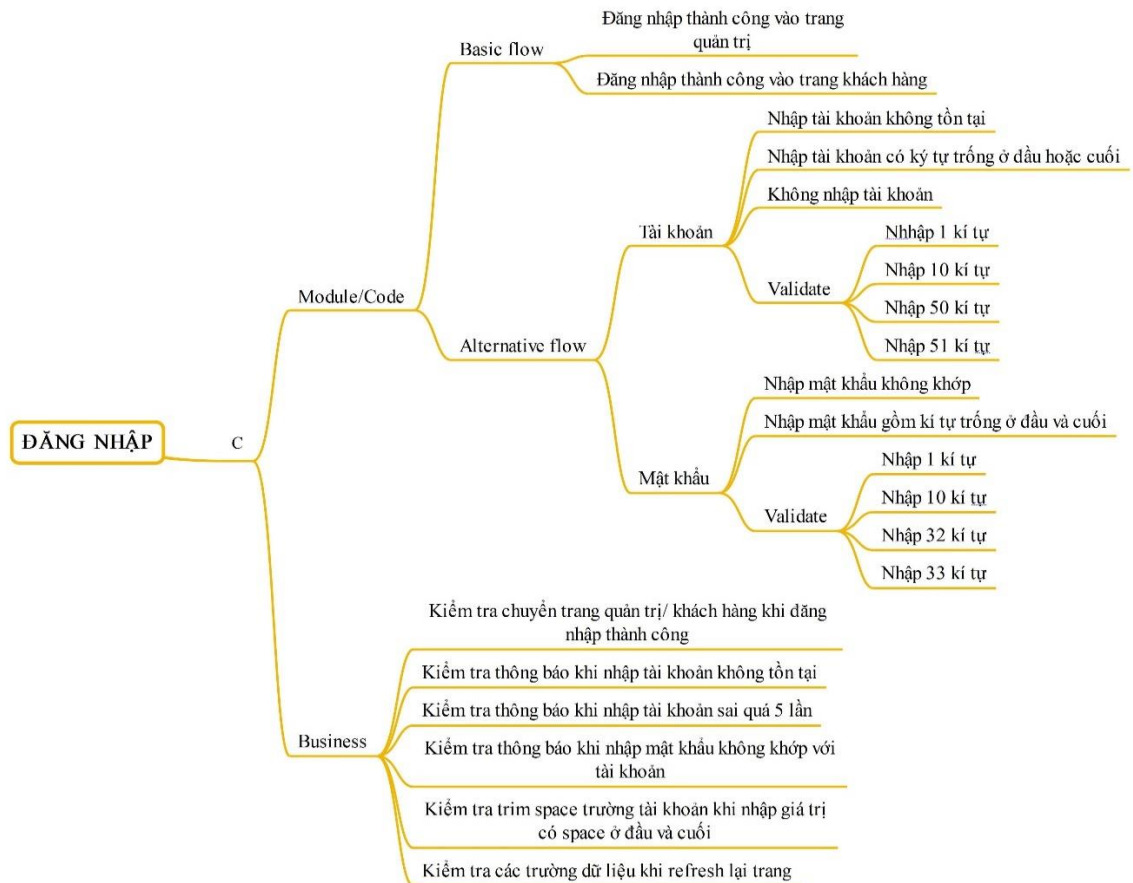 Đăng nhập thành công vào trang
quản trị
Basic flow
Đăng nhập thành công vào trang khách hàng
Nhập tài khoản không tồn tại
Nhập tài khoản có ký tự trống ở đầu hoặc cuối
Không nhập tài khoản
Tài khoản
Nhhập 1 kí tự
Nhập 10 kí tự
Validate
Nhập 50 kí tự
Nhập 51 kí tự
Module/Code
Alternative flow
Nhập mật khẩu không khớp
Nhập mật khẩu gồm kí tự trống ở đầu và cuối
Mật khẩu
Nhập 1 kí tự
Nhập 10 kí tự
Validate
Nhập 32 kí tự
Nhập 33 kí tự
ĐĂNG NHẬP
C
Kiểm tra chuyển trang quản trị/ khách hàng khi đăng
nhập thành công
Kiểm tra thông báo khi nhập tài khoản không tồn tại
Kiểm tra thông báo khi nhập tài khoản sai quá 5 lần
Business
Kiểm tra thông báo khi nhập mật khẩu không khớp với
tài khoản
Kiểm tra trim space trường tài khoản khi nhập giá trị
có space ở đầu và cuối
Kiểm tra các trường dữ liệu khi refresh lại trang